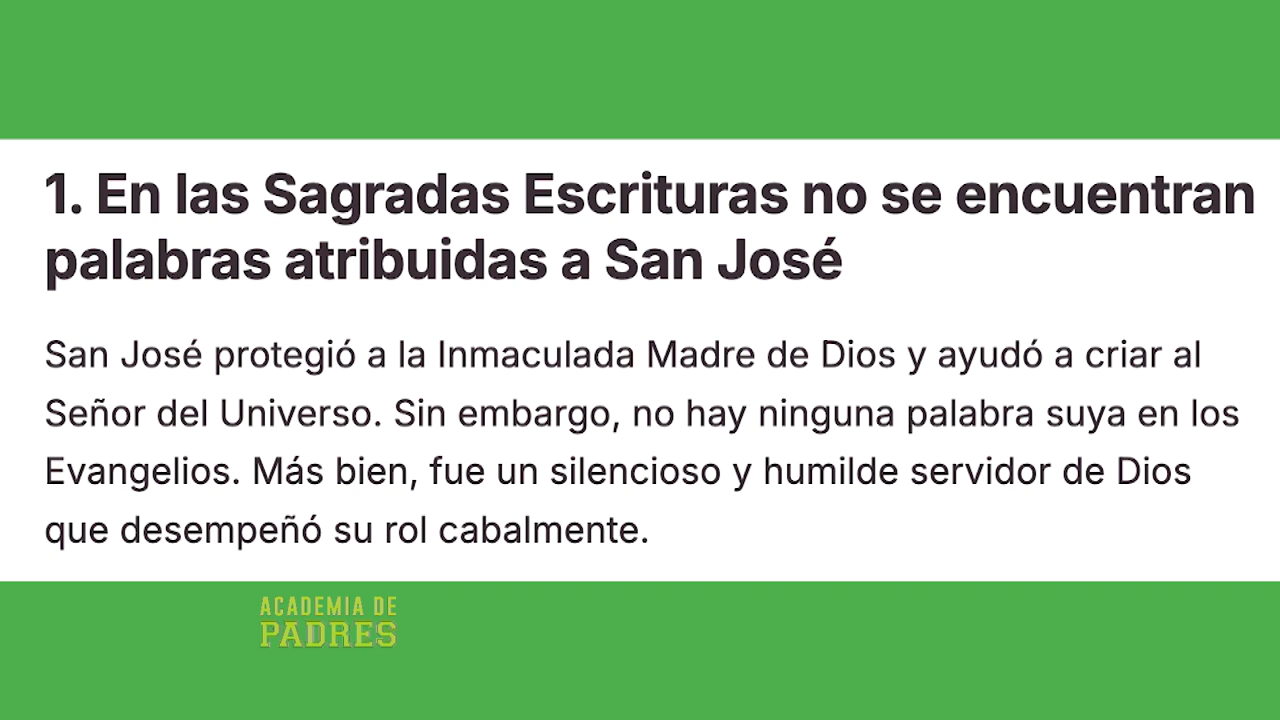 1. En las Sagradas Escrituras no se encuentran
palabras atribuidas a San José
San José protegió a la Inmaculada Madre de Dios y ayudó a criar al
Señor del Universo. Sin embargo, no hay ninguna palabra suya en los
Evangelios. Más bien, fue un silencioso y humilde servidor de Dios
que desempeñó su rol cabalmente.
ACADEMIA DE
PADRES